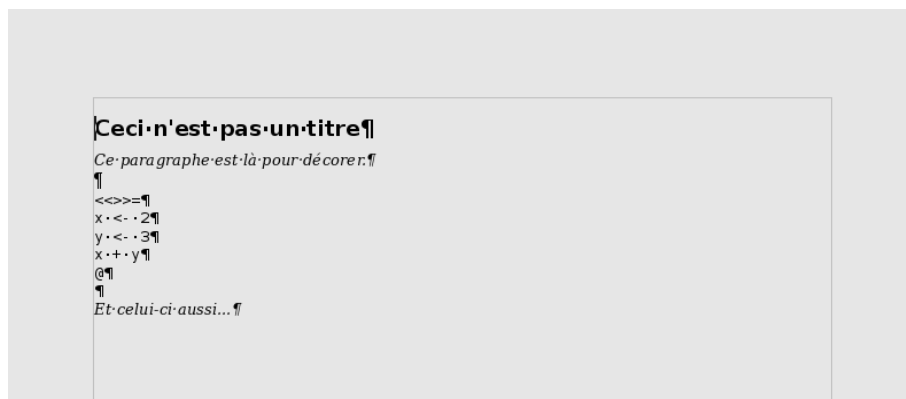 Ceci·n'est·pas·un·titre¶
Ce·paragraphe·est·là·pour·décorer.¶
¶
<<>>=¶
x·<-·2¶
y·<-·3¶
x·+·y¶
@¶
¶
Et·celui-ci·aussi...¶